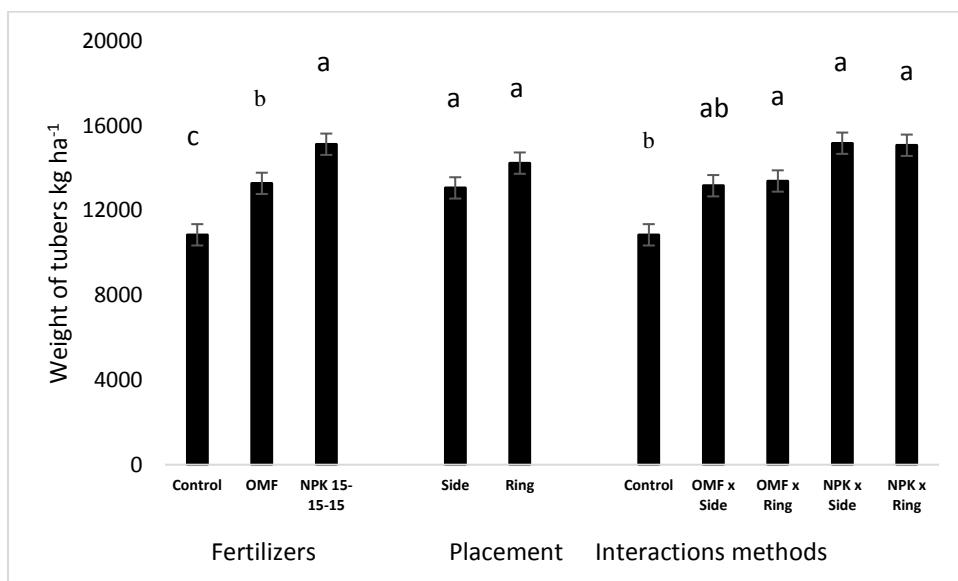 20000
16000
12000
8000
4000
0
Weight of tubers kg ha⁻¹
c
b
a
a
a
b
ab
a
a
a
Control
OMF
NPK 15-
15-15
Side
Ring
Control
OMF x
Side
OMF x
Ring
NPK x
Side
NPK x
Ring
Fertilizers
Placement
Interactions methods